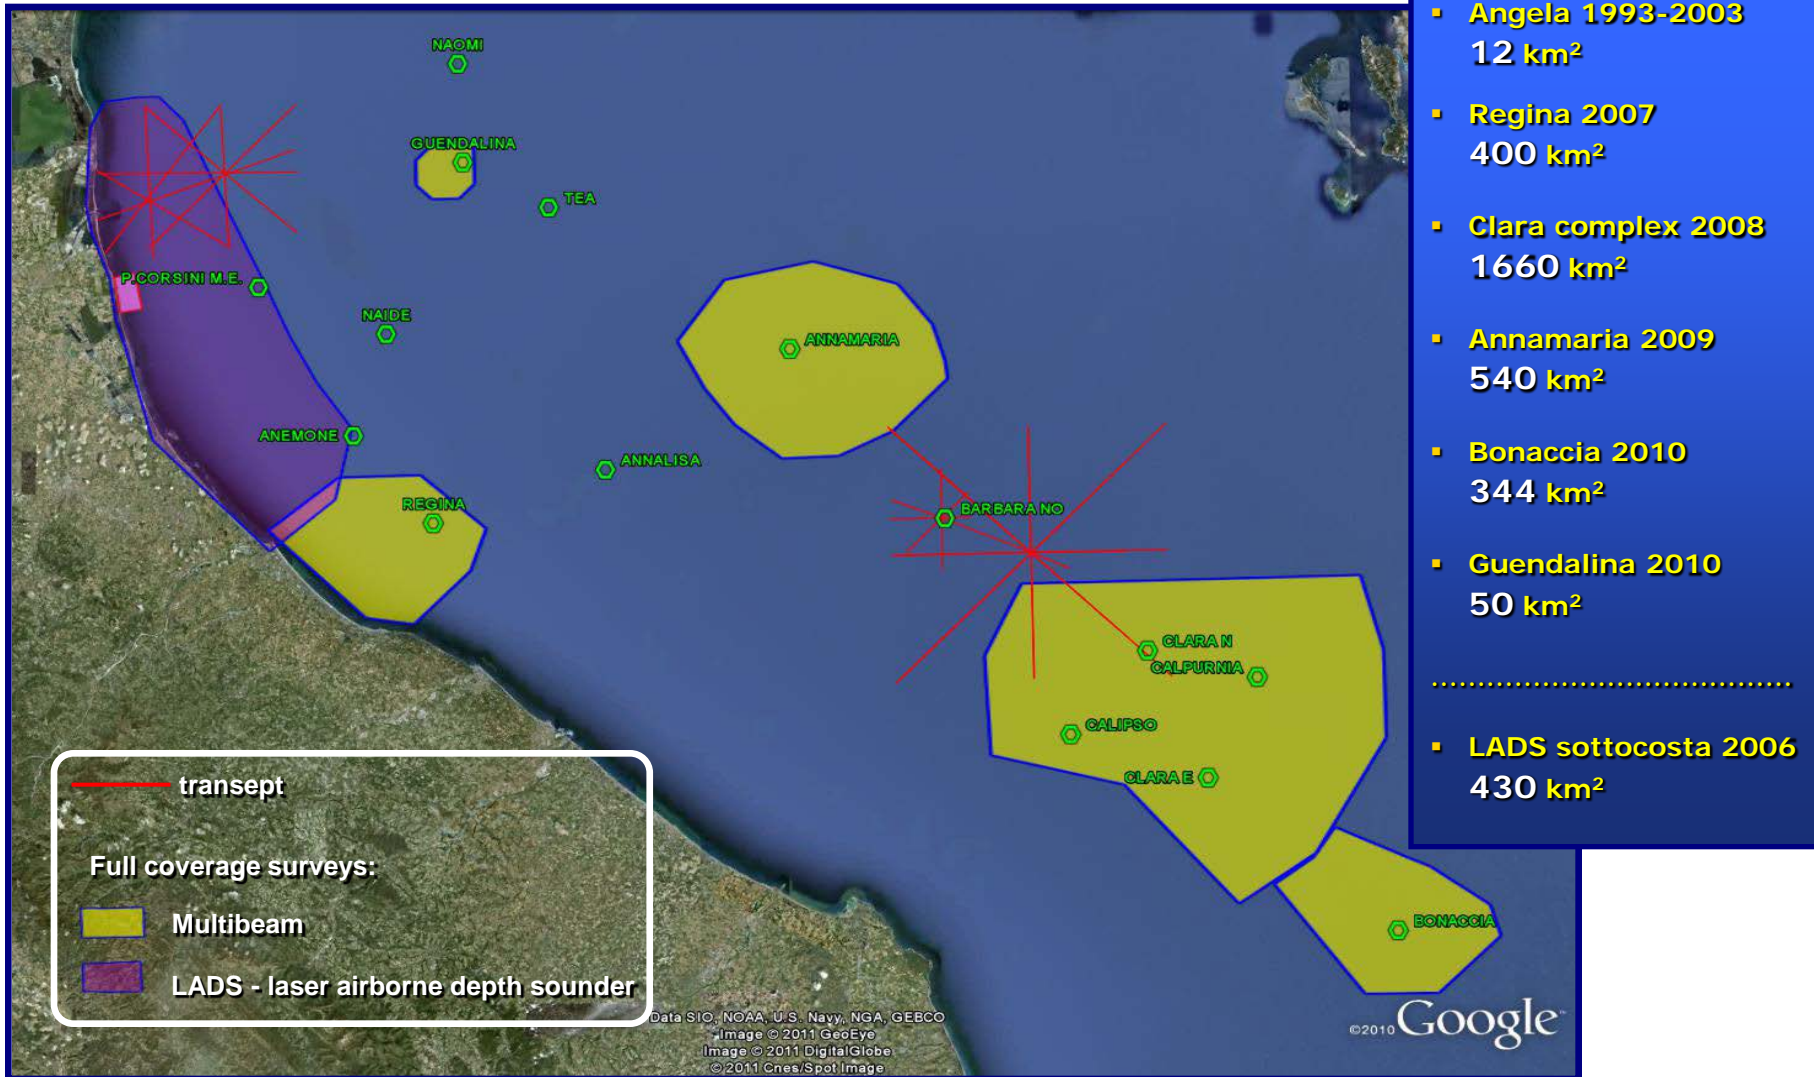 NAOMI
GUENDALINA
TEA
P.CORSINI M.E.
NAIDE
ANNAMARIA
ANEMONE
ANNALISA
REGINA
BARBARA NO
CLARA N
CALPURNIA
CALIPSO
CLARA E
BONACCIA
transept
Full coverage surveys:
Multibeam
LADS - laser airborne depth sounder
Data SIO, NOAA, U.S. Navy, NGA, GEBCO
Image © 2011 GeoEye
Image © 2011 DigitalGlobe
© 2011 Cnes/Spot Image
©2010 Google
▪ Angela 1993-2003
12 km²
▪ Regina 2007
400 km²
▪ Clara complex 2008
1660 km²
▪ Annamaria 2009
540 km²
▪ Bonaccia 2010
344 km²
▪ Guendalina 2010
50 km²
.......................................
▪ LADS sottocosta 2006
430 km²